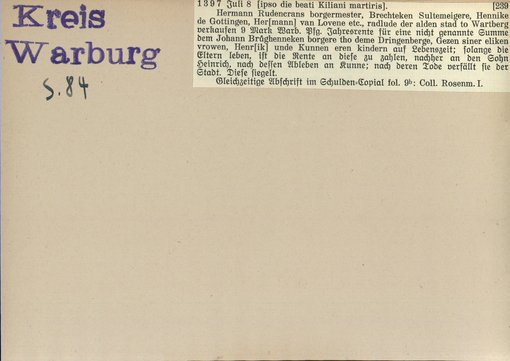 Kreis
Warburg
S. 84
1397 Juli 8 [ipso die beati Kiliani martiris]. [239
Hermann Rudencrans borgermester, Brechteken Sultemeigere, Hennike
de Gottingen, Her[mann] van Lovene etc., radlude der alden stad to Wartberg
verkaufen 9 Mark Warb. Pfg. Jahresrente für eine nicht genannte Summe
dem Johann Brüghenneken borgere tho deme Dringenberge, Gezen siner eliken
vrowen, Henr[ik] unde Kunnen eren kindern auf Lebenszeit; solange die
Eltern leben, ist die Rente an diese zu zahlen, nachher an den Sohn
Heinrich, nach dessen Ableben an Kunne; nach deren Tode verfällt sie der
Stadt. Diese siegelt.
Gleichzeitige Abschrift im Schulden-Copial fol. 9b: Coll. Rosenm. I.